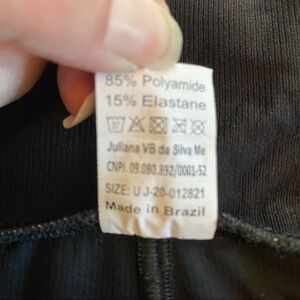 85% Polyamide
15% Elastane
Juliana VB da Silva Me
CNPJ. 09.080.892/0001-52
SIZE: U J-20-012821
Made in Brazil